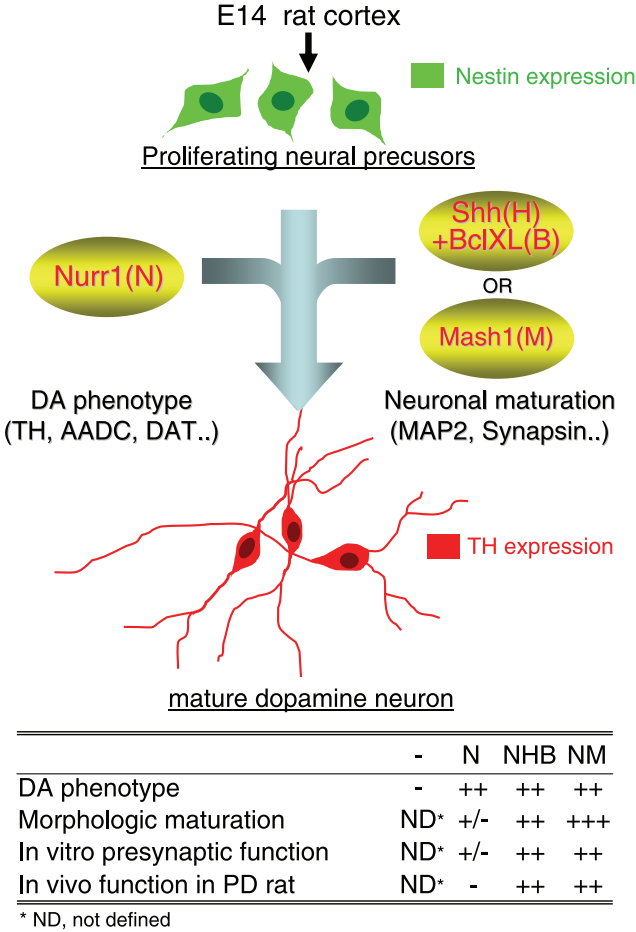 E14 rat cortex
Nestin expression
Proliferating neural precusors
Shh(H)
+BclXL(B)
Nurr1(N)
OR
Mash1(M)
DA phenotype
(TH, AADC, DAT..)
Neuronal maturation
(MAP2, Synapsin..)
TH expression
mature dopamine neuron
- N NHB NM
DA phenotype - ++ ++ ++
Morphologic maturation ND* +/- ++ +++
In vitro presynaptic function ND* +/- ++ ++
In vivo function in PD rat ND* - ++ ++
* ND, not defined